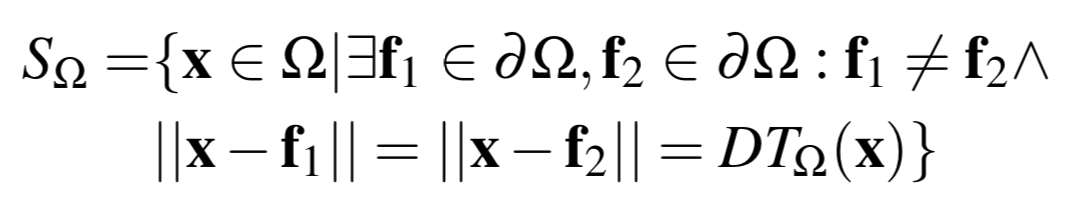 S_Ω ={x ∈ Ω|∃f₁ ∈ ∂Ω, f₂ ∈ ∂Ω : f₁ ≠ f₂∧
||x − f₁|| = ||x − f₂|| = DT_Ω(x)}